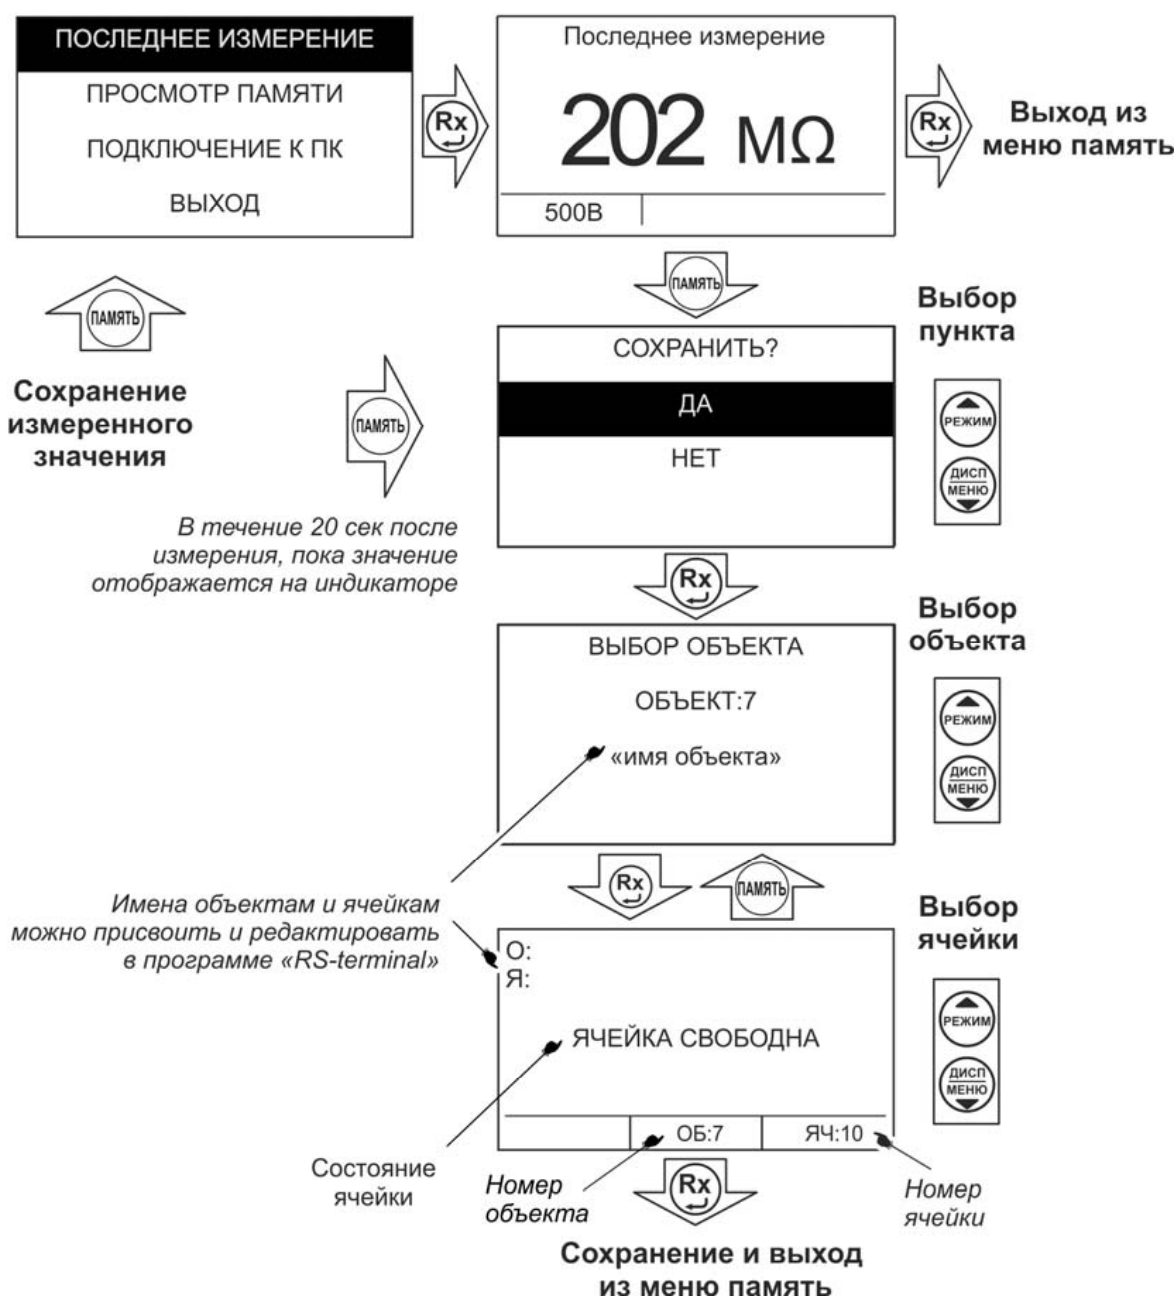 ПОСЛЕДНЕЕ ИЗМЕРЕНИЕ
ПРОСМОТР ПАМЯТИ
ПОДКЛЮЧЕНИЕ К ПК
ВЫХОД
Rx
Последнее измерение
202 МΩ
500В
Rx
Выход из
меню память
ПАМЯТЬ
Сохранение
измеренного
значения
ПАМЯТЬ
ПАМЯТЬ
В течение 20 сек после
измерения, пока значение
отображается на индикаторе
СОХРАНИТЬ?
ДА
НЕТ
Выбор
пункта
РЕЖИМ
ДИСП
МЕНЮ
Rx
ВЫБОР ОБЪЕКТА
ОБЪЕКТ:7
«имя объекта»
Выбор
объекта
РЕЖИМ
ДИСП
МЕНЮ
Rx
ПАМЯТЬ
Имена объектам и ячейкам
можно присвоить и редактировать
в программе «RS-terminal»
О:
Я:
ЯЧЕЙКА СВОБОДНА
ОБ:7
ЯЧ:10
Выбор
ячейки
РЕЖИМ
ДИСП
МЕНЮ
Состояние
ячейки
Номер
объекта
Rx
Номер
ячейки
Сохранение и выход
из меню память